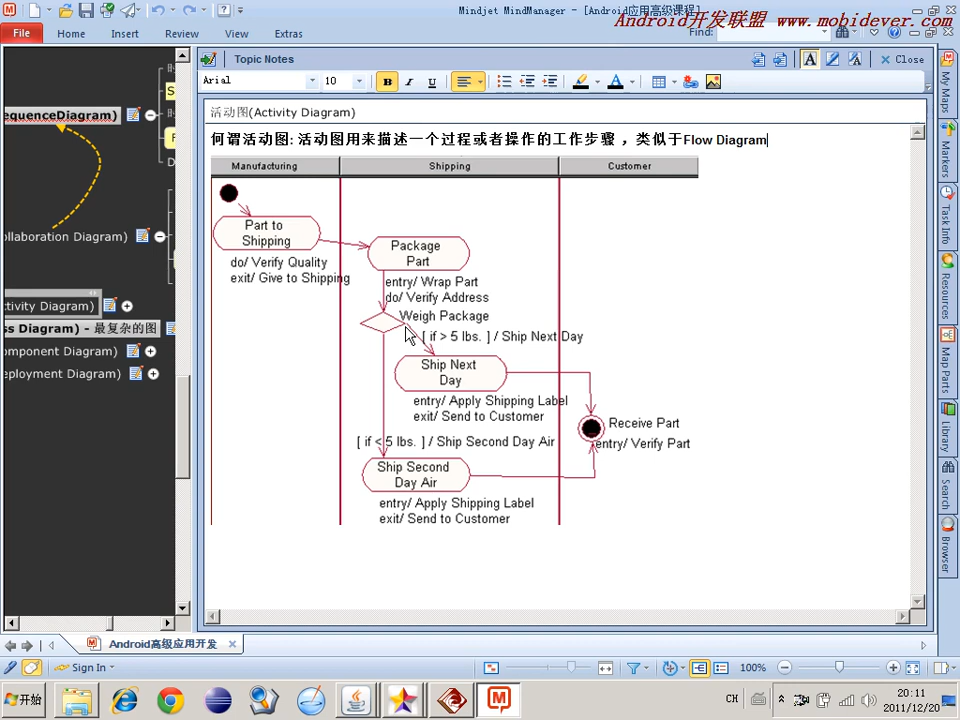 Mindjet MindManager - [Android应用高级课程]
Android开发联盟 www.mobidever.com
File
Home
Insert
Review
View
Extras
Find:
Topic Notes
Close
Arial
10
B
I
U
A
活动图(Activity Diagram)
何谓活动图: 活动图用来描述一个过程或者操作的工作步骤 ，类似于Flow Diagram
Manufacturing
Shipping
Customer
Part to
Shipping
do/ Verify Quality
exit/ Give to Shipping
Package
Part
entry/ Wrap Part
do/ Verify Address
Weigh Package
[ if > 5 lbs. ] / Ship Next Day
Ship Next
Day
entry/ Apply Shipping Label
exit/ Send to Customer
Receive Part
entry/ Verify Part
[ if < 5 lbs. ] / Ship Second Day Air
Ship Second
Day Air
entry/ Apply Shipping Label
exit/ Send to Customer
equenceDiagram)
ollaboration Diagram)
ctivity Diagram)
ss Diagram) - 最复杂的图
omponent Diagram)
eployment Diagram)
My Maps
Markers
Task Info
Resources
Map Parts
Library
Search
Browser
Android高级应用开发
Sign In
100%
开始
CH
20:11
2011/12/20